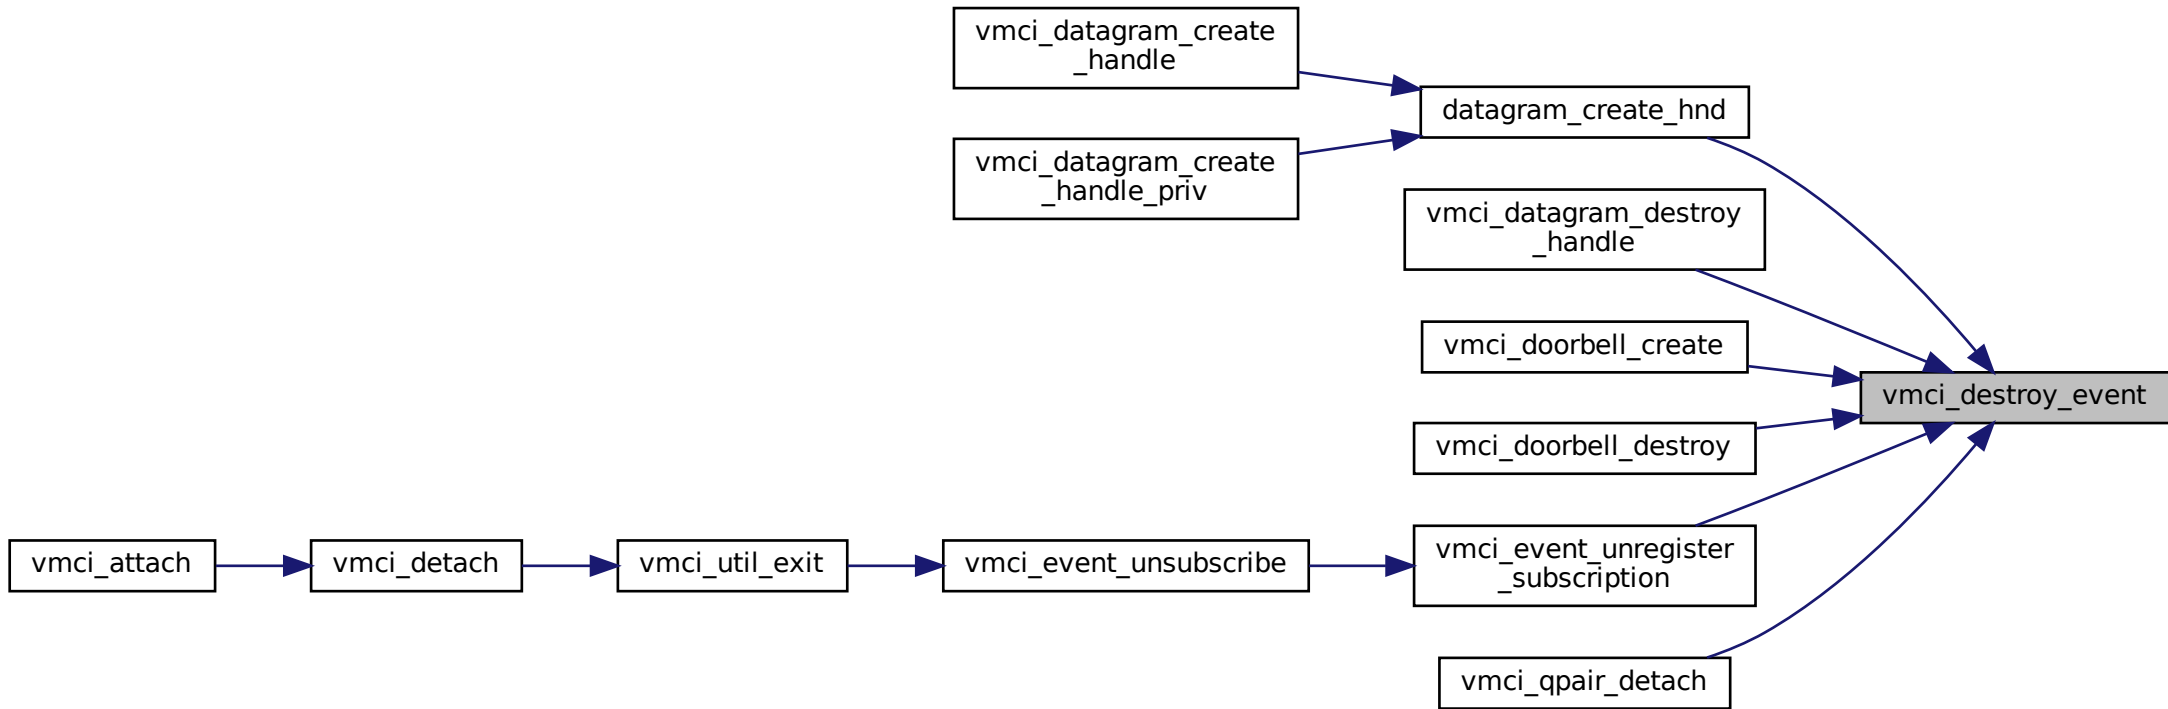 vmci_datagram_create
_handle
datagram_create_hnd
vmci_datagram_create
_handle_priv
vmci_datagram_destroy
_handle
vmci_doorbell_create
vmci_destroy_event
vmci_doorbell_destroy
vmci_attach
vmci_detach
vmci_util_exit
vmci_event_unsubscribe
vmci_event_unregister
_subscription
vmci_qpair_detach